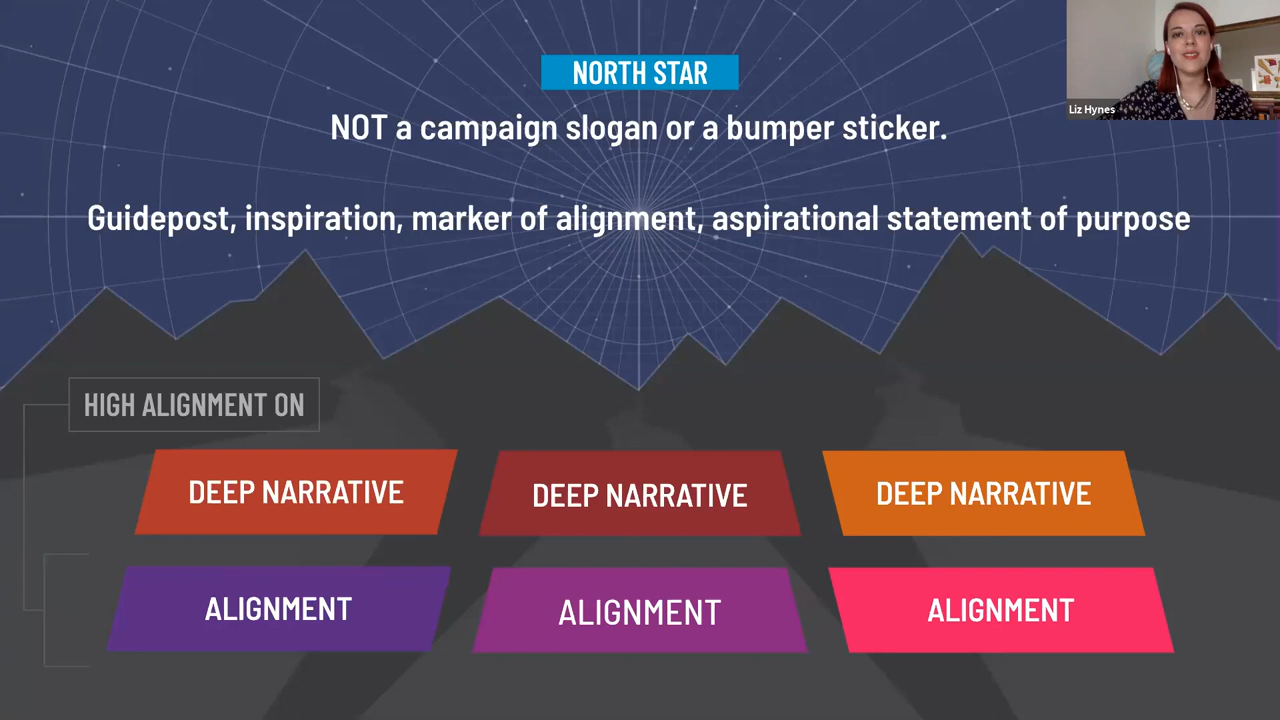 NORTH STAR
Liz Hynes
NOT a campaign slogan or a bumper sticker.
Guidepost, inspiration, marker of alignment, aspirational statement of purpose
HIGH ALIGNMENT ON
DEEP NARRATIVE
DEEP NARRATIVE
DEEP NARRATIVE
ALIGNMENT
ALIGNMENT
ALIGNMENT